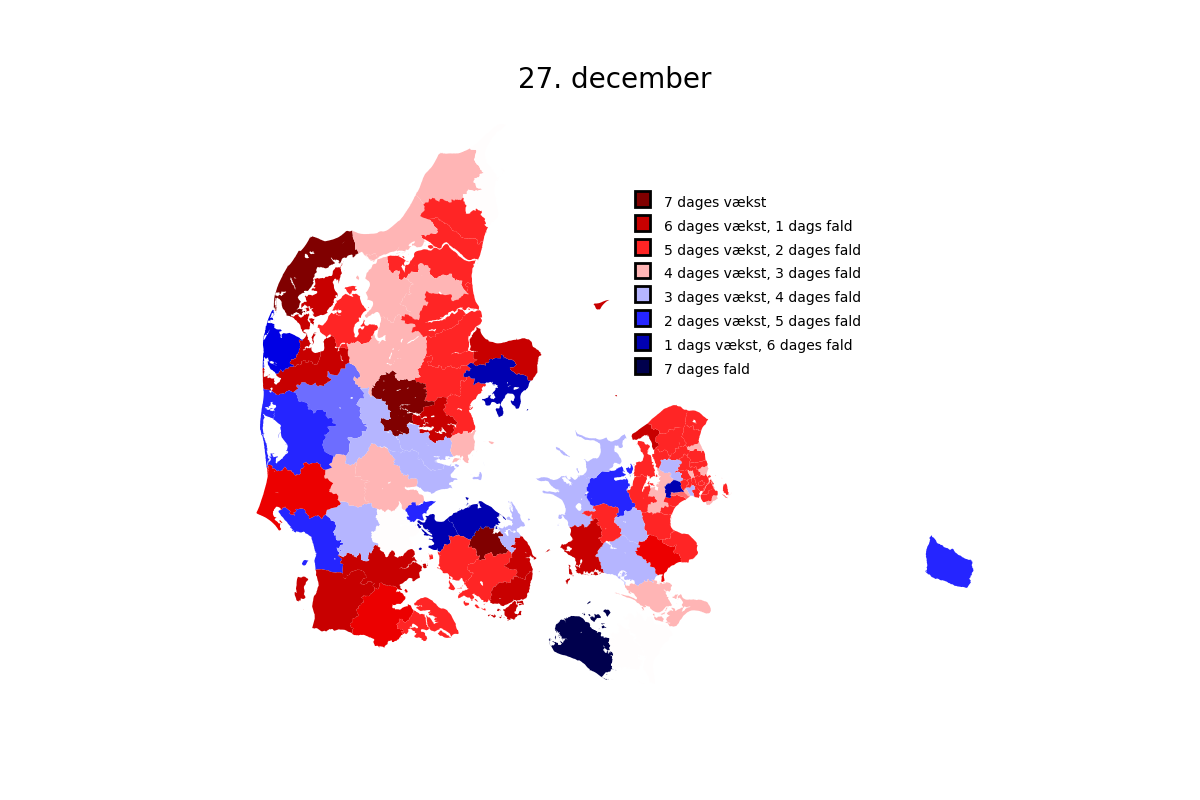 27. december
7 dages vækst
6 dages vækst, 1 dags fald
5 dages vækst, 2 dages fald
4 dages vækst, 3 dages fald
3 dages vækst, 4 dages fald
2 dages vækst, 5 dages fald
1 dags vækst, 6 dages fald
7 dages fald